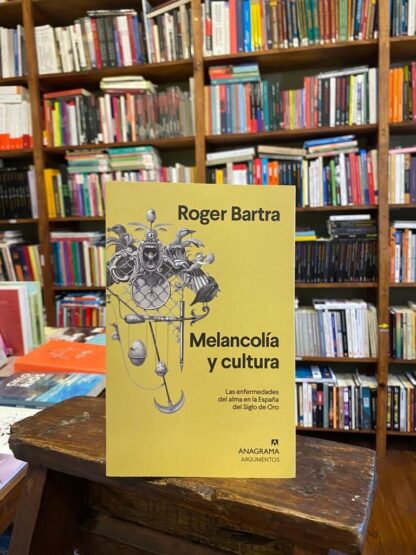 Roger Bartra
Melancolía
y cultura
Las enfermedades
del alma en la España
del Siglo de Oro
ANAGRAMA
ARGUMENTOS